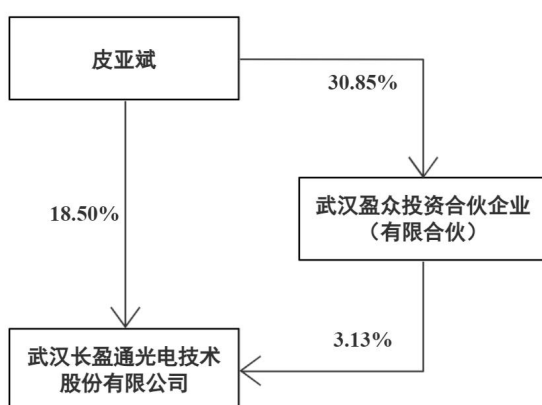 皮亚斌
30.85%
18.50%
武汉盈众投资合伙企业
（有限合伙）
3.13%
武汉长盈通光电技术
股份有限公司